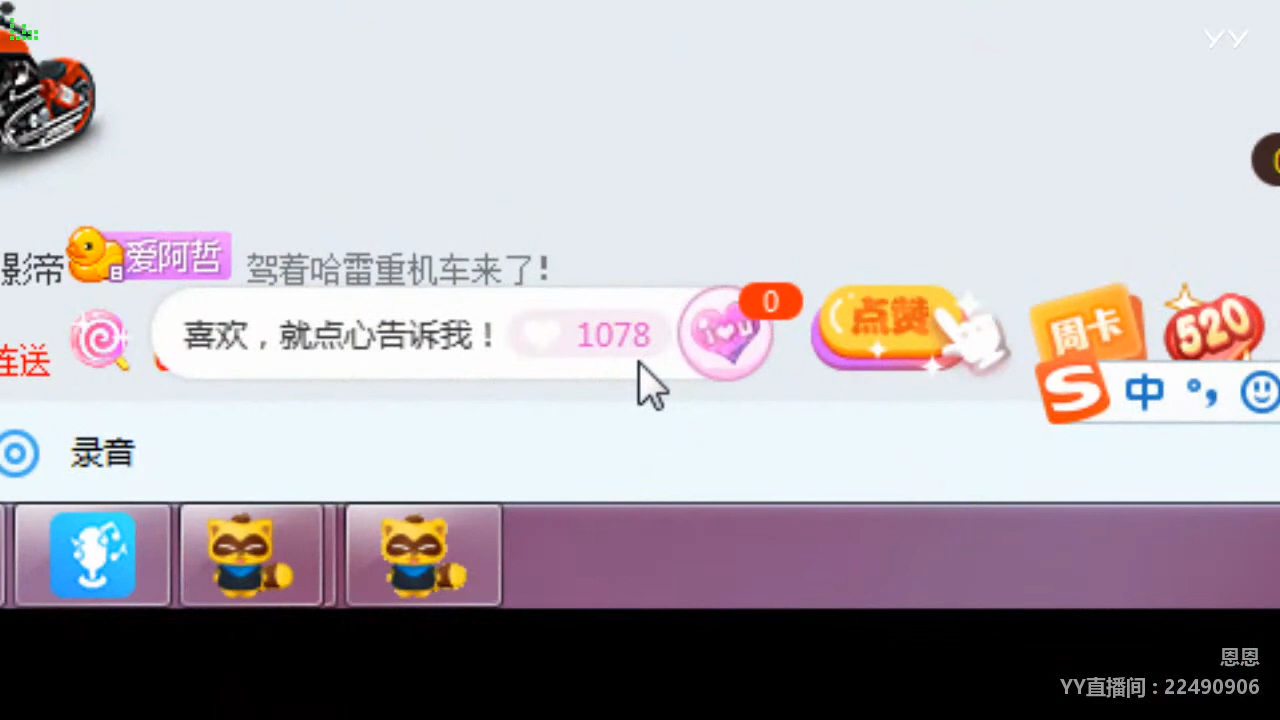 YY
影帝 爱阿哲 驾着哈雷重机车来了!
连送
喜欢，就点心告诉我！ 1078
i♥u
0
点赞
周卡
520
S 中 °，
录音
恩恩
YY直播间：22490906